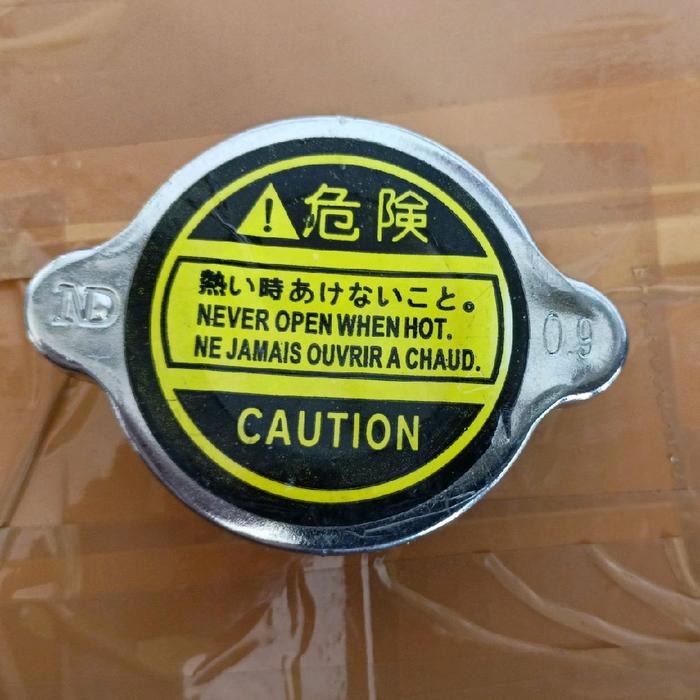 危険
熱い時あけないこと。
NEVER OPEN WHEN HOT.
NE JAMAIS OUVRIR A CHAUD.
CAUTION
ND
0.9